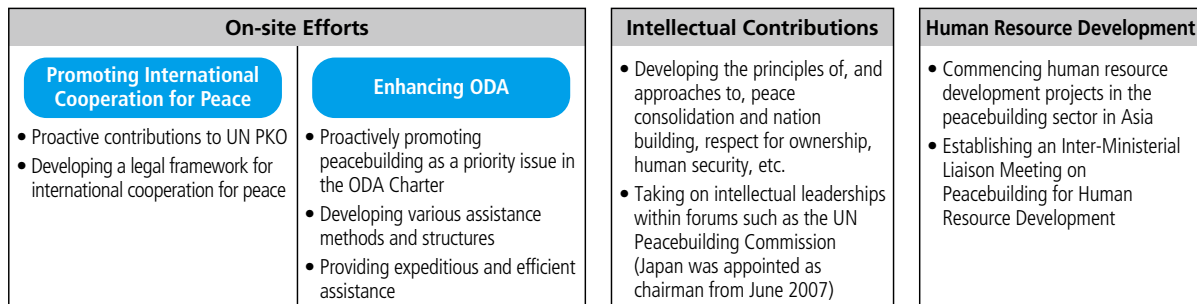 On-site Efforts
Promoting International
Cooperation for Peace
• Proactive contributions to UN PKO
• Developing a legal framework for
international cooperation for peace
Enhancing ODA
• Proactively promoting
peacebuilding as a priority issue in
the ODA Charter
• Developing various assistance
methods and structures
• Providing expeditious and efficient
assistance
Intellectual Contributions
• Developing the principles of, and
approaches to, peace
consolidation and nation
building, respect for ownership,
human security, etc.
• Taking on intellectual leaderships
within forums such as the UN
Peacebuilding Commission
(Japan was appointed as
chairman from June 2007)
Human Resource Development
• Commencing human resource
development projects in the
peacebuilding sector in Asia
• Establishing an Inter-Ministerial
Liaison Meeting on
Peacebuilding for Human
Resource Development